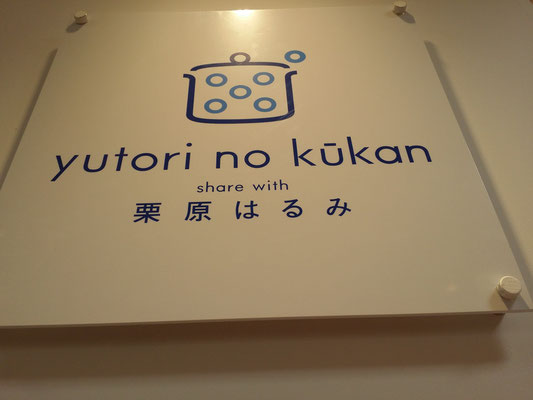 yutori no kūkan
share with
栗原はるみ